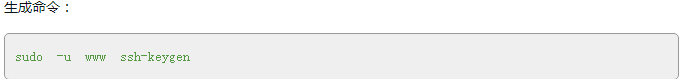 生成命令：
sudo -u www ssh-keygen